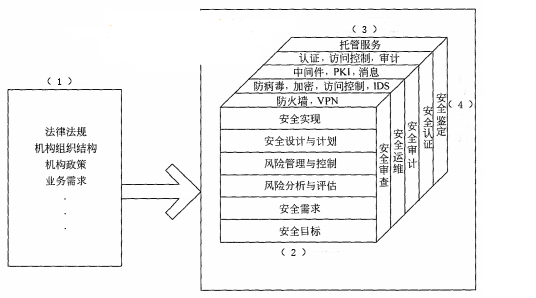 （1）
法律法规
机构组织结构
机构政策
业务需求
.
.
.
（3）
托管服务
认证，访问控制，审计
中间件，PKI，消息
防病毒，加密，访问控制，IDS
防火墙，VPN
安全实现
安全设计与计划
风险管理与控制
风险分析与评估
安全需求
安全目标
（2）
安全审查
安全运维
安全审计
安全认证
安全鉴定
（4）